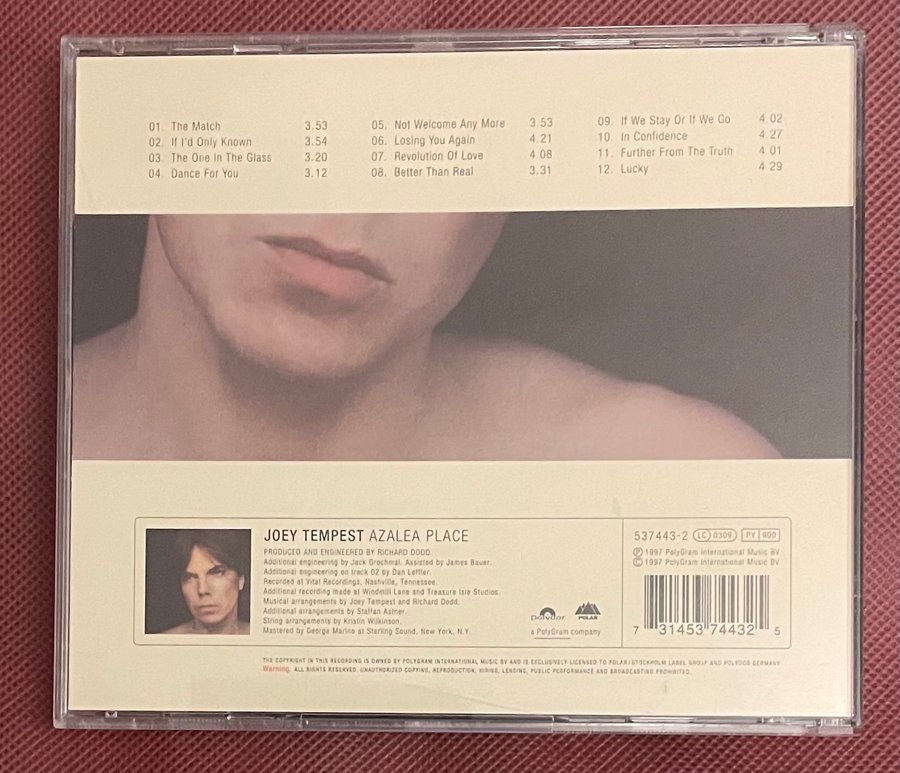 01. The Match 3.53
02. If I'd Only Known 3.54
03. The One In The Glass 3.20
04. Dance For You 3.12
05. Not Welcome Any More 3 53
06. Losing You Again 4.21
07. Revolution Of Love 4 08
08. Better Than Real 3.31
09. If We Stay Or If We Go 4 02
10 In Confidence 4 27
11. Further From The Truth 4 01
12. Lucky 4 29
JOEY TEMPEST AZALEA PLACE
PRODUCED AND ENGINEERED BY RICHARD DODD.
Additional engineering by Jack Grochmal. Assisted by James Bauer.
Additional engineering on track 02 by Dan Leffler.
Recorded at Vital Recordings, Nashville, Tennessee.
Additional recording made at Windmill Lane and Treasure Isle Studios.
Musical arrangements by Joey Tempest and Richard Dodd.
Additional arrangements by Staffan Astner.
String arrangements by Kristin Wilkinson.
Mastered by George Marino at Sterling Sound, New York, N.Y.
polydor
POLAR
a PolyGram company
537443-2 LC 0309 PY 900
Ⓟ 1997 PolyGram International Music BV
© 1997 PolyGram International Music BV
7 31453 74432 5
THE COPYRIGHT IN THIS RECORDING IS OWNED BY POLYGRAM INTERNATIONAL MUSIC BV AND IS EXCLUSIVELY LICENSED TO POLAR/STOCKHOLM LABEL GROUP AND POLYDOR GERMANY
Warning. ALL RIGHTS RESERVED. UNAUTHORIZED COPYING, REPRODUCTION, HIRING, LENDING, PUBLIC PERFORMANCE AND BROADCASTING PROHIBITED.